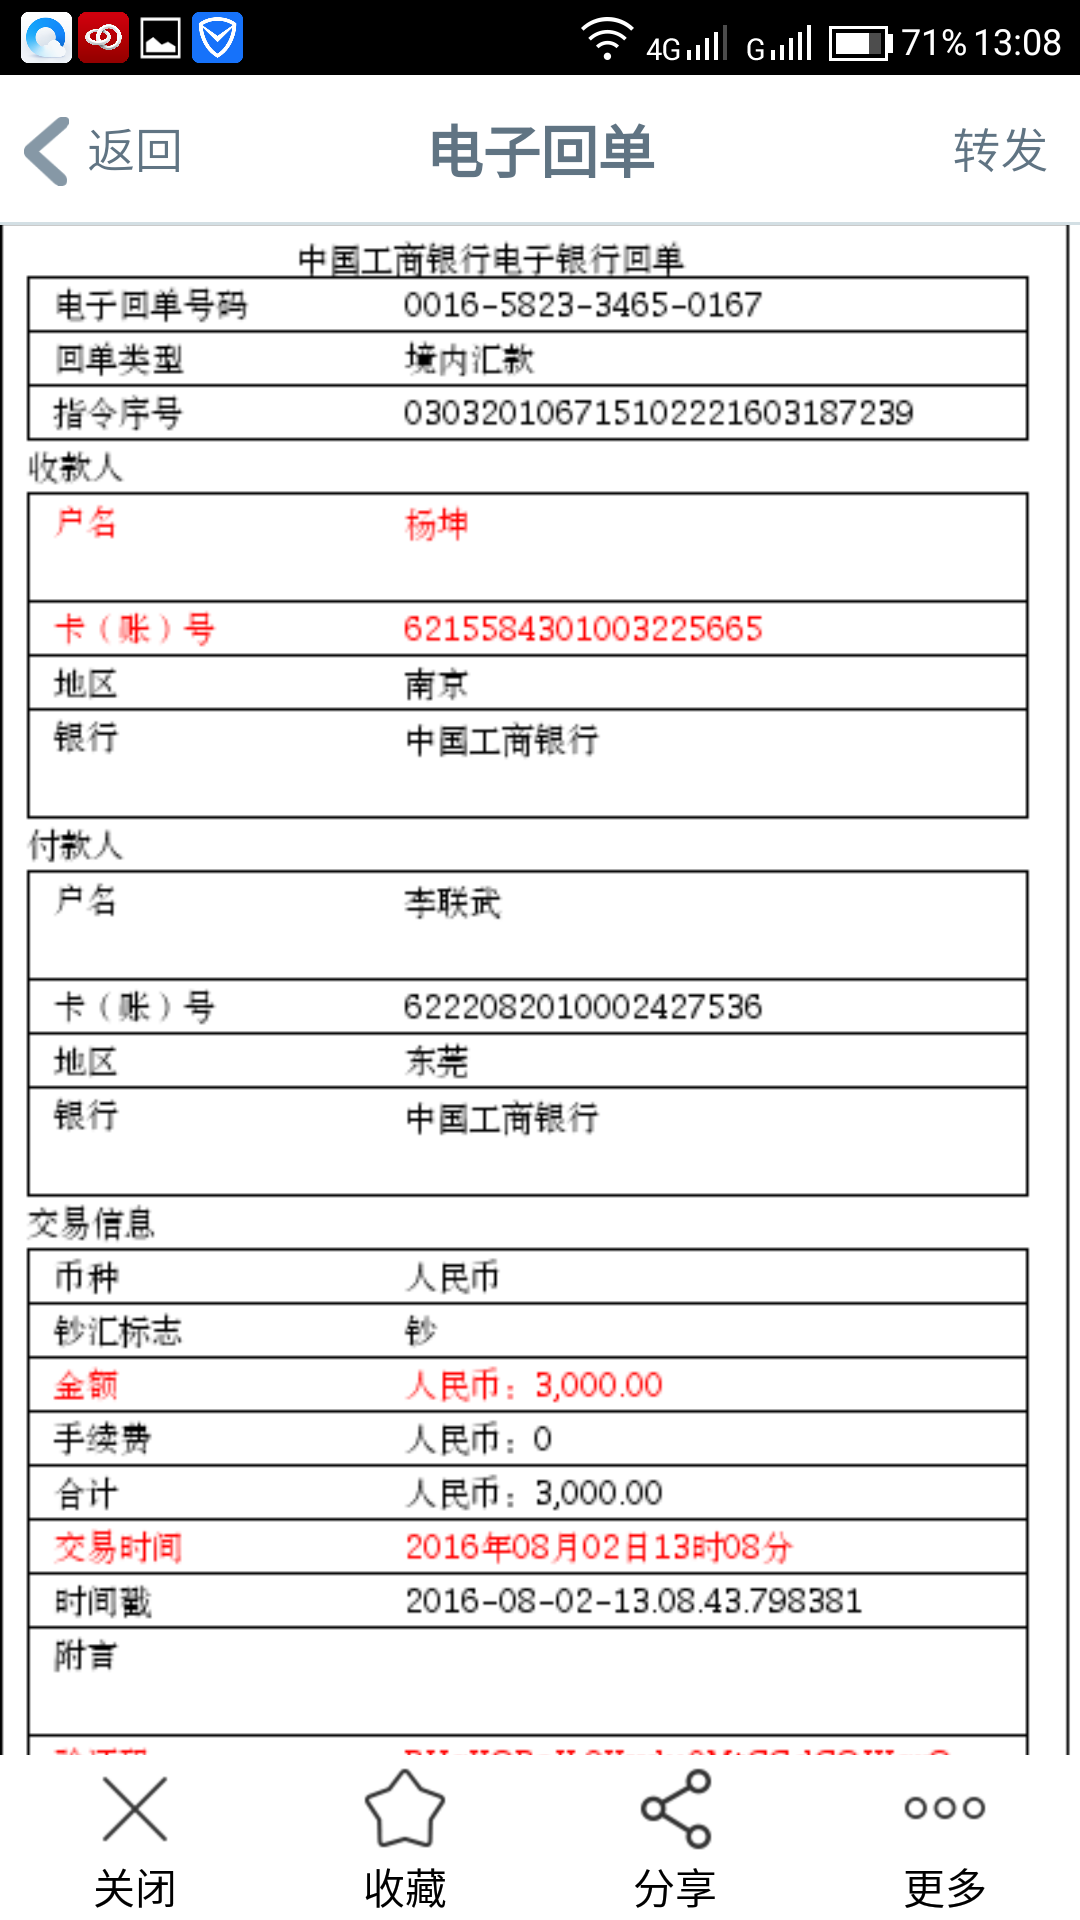 4G G 71% 13:08
返回 电子回单 转发
中国工商银行电子银行回单
电子回单号码 0016-5823-3465-0167
回单类型 境内汇款
指令序号 030320106715102221603187239
收款人
户名 杨坤
卡（账）号 6215584301003225665
地区 南京
银行 中国工商银行
付款人
户名 李联武
卡（账）号 6222082010002427536
地区 东莞
银行 中国工商银行
交易信息
币种 人民币
钞汇标志 钞
金额 人民币：3,000.00
手续费 人民币：0
合计 人民币：3,000.00
交易时间 2016年08月02日13时08分
时间戳 2016-08-02-13.08.43.798381
附言
关闭 收藏 分享 更多